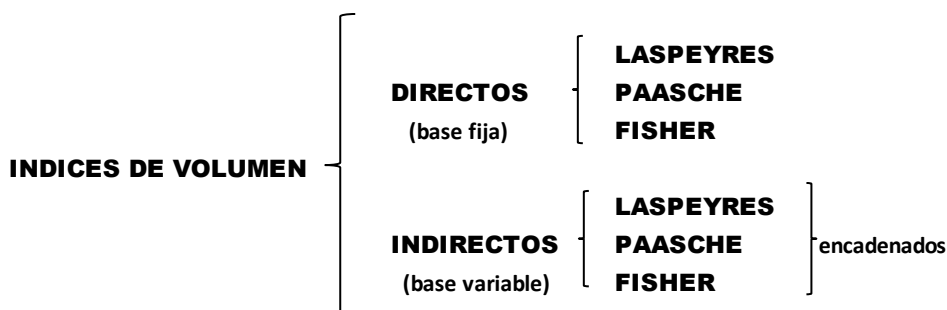 INDICES DE VOLUMEN
DIRECTOS
(base fija)
LASPEYRES
PAASCHE
FISHER
INDIRECTOS
(base variable)
LASPEYRES
PAASCHE
FISHER
encadenados